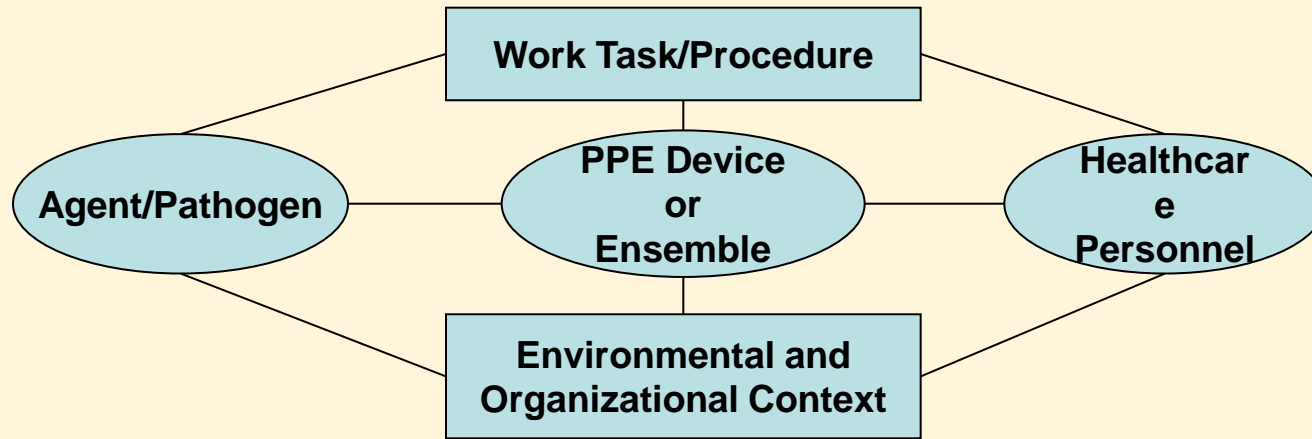 Work Task/Procedure
Agent/Pathogen
PPE Device
or
Ensemble
Healthcar
e
Personnel
Environmental and
Organizational Context